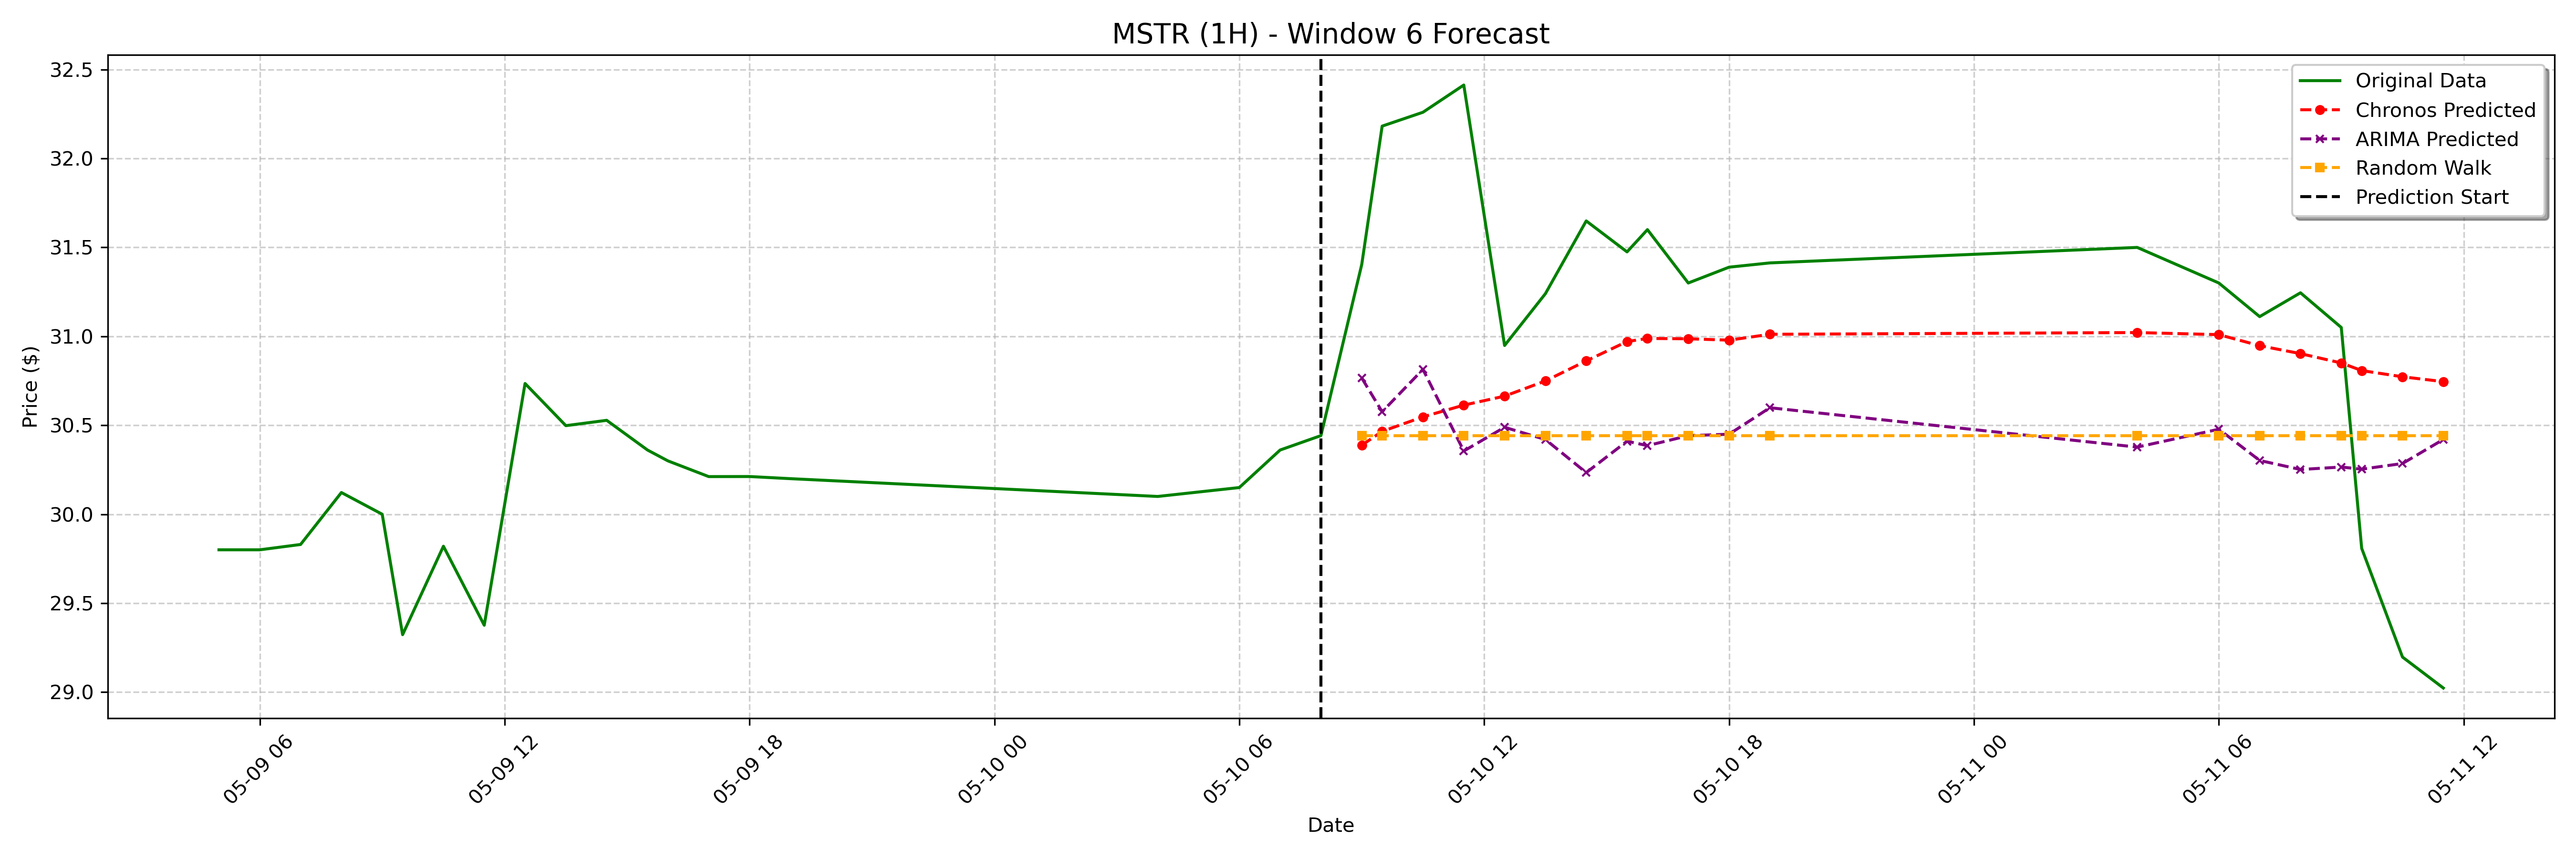 MSTR (1H) - Window 6 Forecast
Price ($)
32.5
32.0
31.5
31.0
30.5
30.0
29.5
29.0
Original Data
Chronos Predicted
ARIMA Predicted
Random Walk
Prediction Start
05-09 06
05-09 12
05-09 18
05-10 00
05-10 06
05-10 12
05-10 18
05-11 00
05-11 06
05-11 12
Date